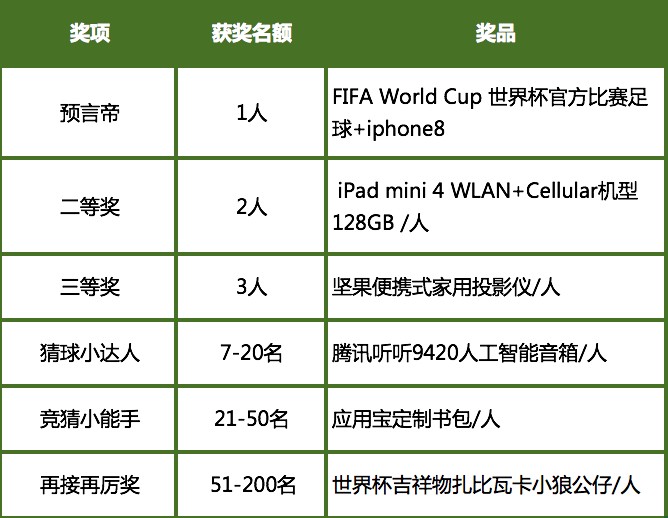 奖项 获奖名额 奖品
预言帝 1人 FIFA World Cup 世界杯官方比赛足
球+iphone8
二等奖 2人 iPad mini 4 WLAN+Cellular机型
128GB /人
三等奖 3人 坚果便携式家用投影仪/人
猜球小达人 7-20名 腾讯听听9420人工智能音箱/人
竞猜小能手 21-50名 应用宝定制书包/人
再接再厉奖 51-200名 世界杯吉祥物扎比瓦卡小狼公仔/人